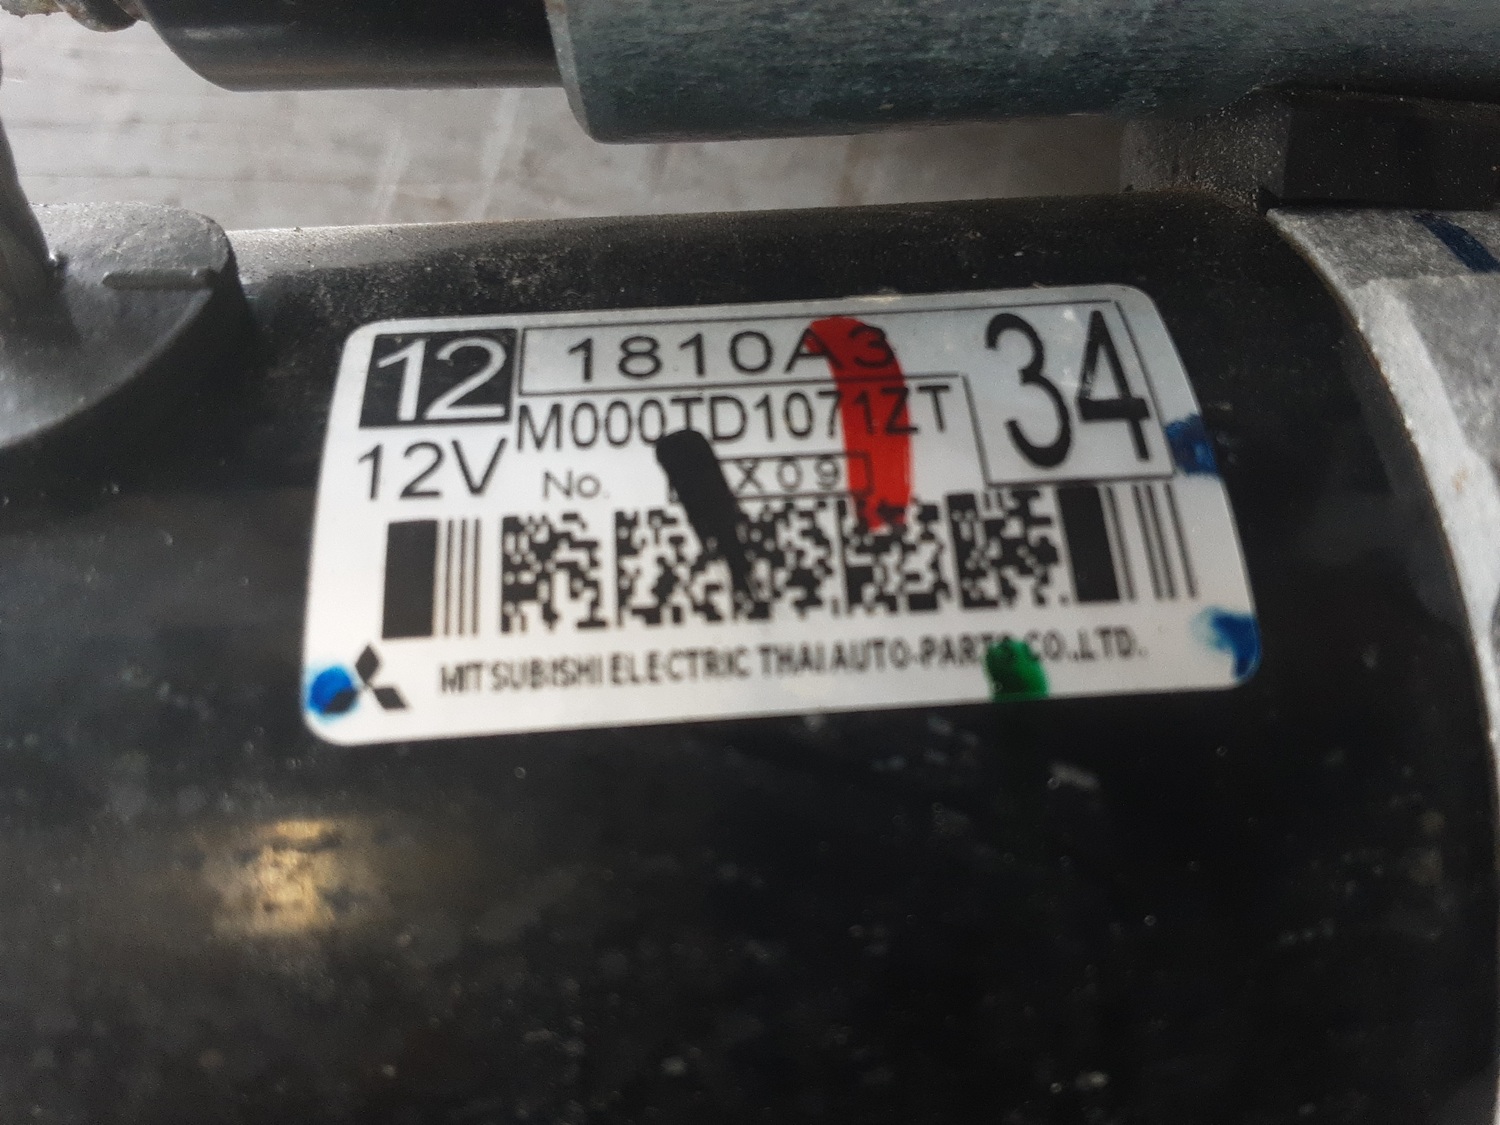 12 1810A3 34
M000TD1071ZT
12V No. X09
MITSUBISHI ELECTRIC THAI AUTO-PARTS CO.,LTD.